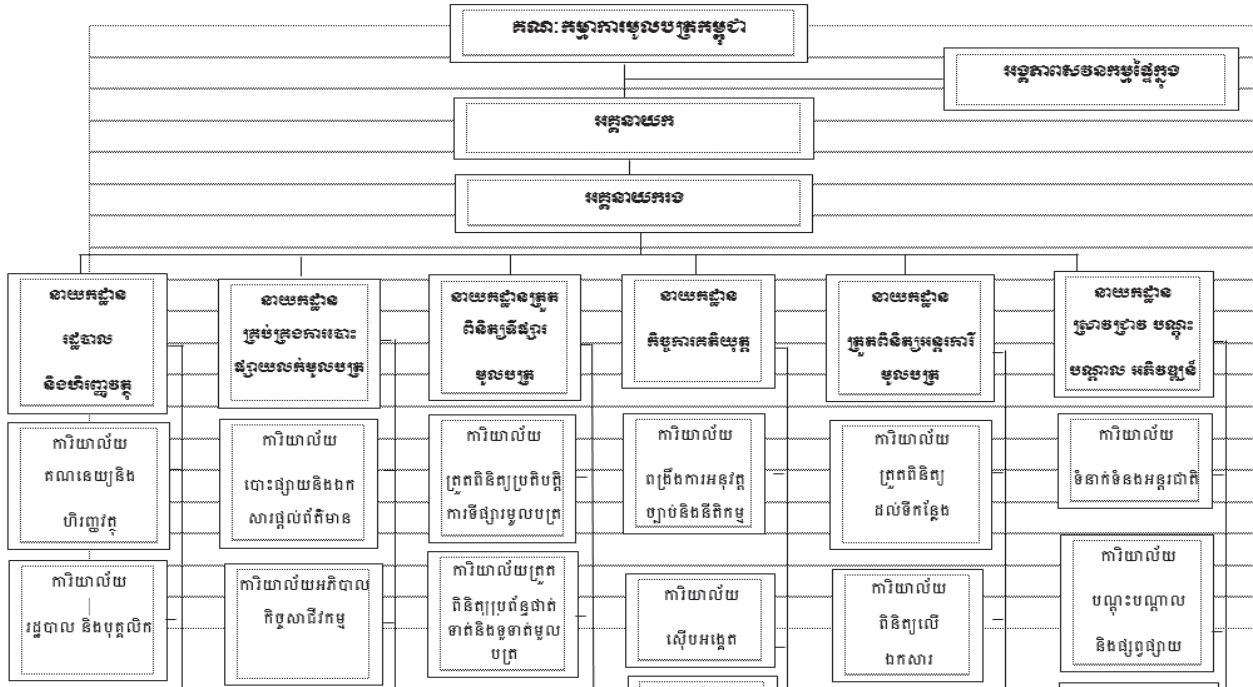 គណៈកម្មាការមូលបត្រកម្ពុជា
អង្គភាពសវនកម្មផ្ទៃក្នុង
អគ្គនាយក
អគ្គនាយករង
នាយកដ្ឋាន
រដ្ឋបាល
និងហិរញ្ញវត្ថុ
នាយកដ្ឋាន
គ្រប់គ្រងការបោះ
ផ្សាយលក់មូលបត្រ
នាយកដ្ឋានត្រួត
ពិនិត្យទីផ្សារ
មូលបត្រ
នាយកដ្ឋាន
កិច្ចការគតិយុត្ត
នាយកដ្ឋាន
ត្រួតពិនិត្យអន្តរការី
មូលបត្រ
នាយកដ្ឋាន
ស្រាវជ្រាវ បណ្តុះ
បណ្តាល អភិវឌ្ឍន៍
ការិយាល័យ
គណនេយ្យនិង
ហិរញ្ញវត្ថុ
ការិយាល័យ
បោះផ្សាយនិងឯក
សារផ្តល់ព័ត៌មាន
ការិយាល័យ
ត្រួតពិនិត្យប្រតិបត្តិ
ការទីផ្សារមូលបត្រ
ការិយាល័យ
ពង្រឹងការអនុវត្ត
ច្បាប់និងនីតិកម្ម
ការិយាល័យ
ត្រួតពិនិត្យ
ដល់ទីកន្លែង
ការិយាល័យ
ទំនាក់ទំនងអន្តរជាតិ
ការិយាល័យ
រដ្ឋបាល និងបុគ្គលិក
ការិយាល័យអភិបាល
កិច្ចសាជីវកម្ម
ការិយាល័យត្រួត
ពិនិត្យប្រព័ន្ធផាត់
ទាត់និងទូទាត់មូល
បត្រ
ការិយាល័យ
ស៊ើបអង្កេត
ការិយាល័យ
ពិនិត្យលើ
ឯកសារ
ការិយាល័យ
បណ្តុះបណ្តាល
និងផ្សព្វផ្សាយ